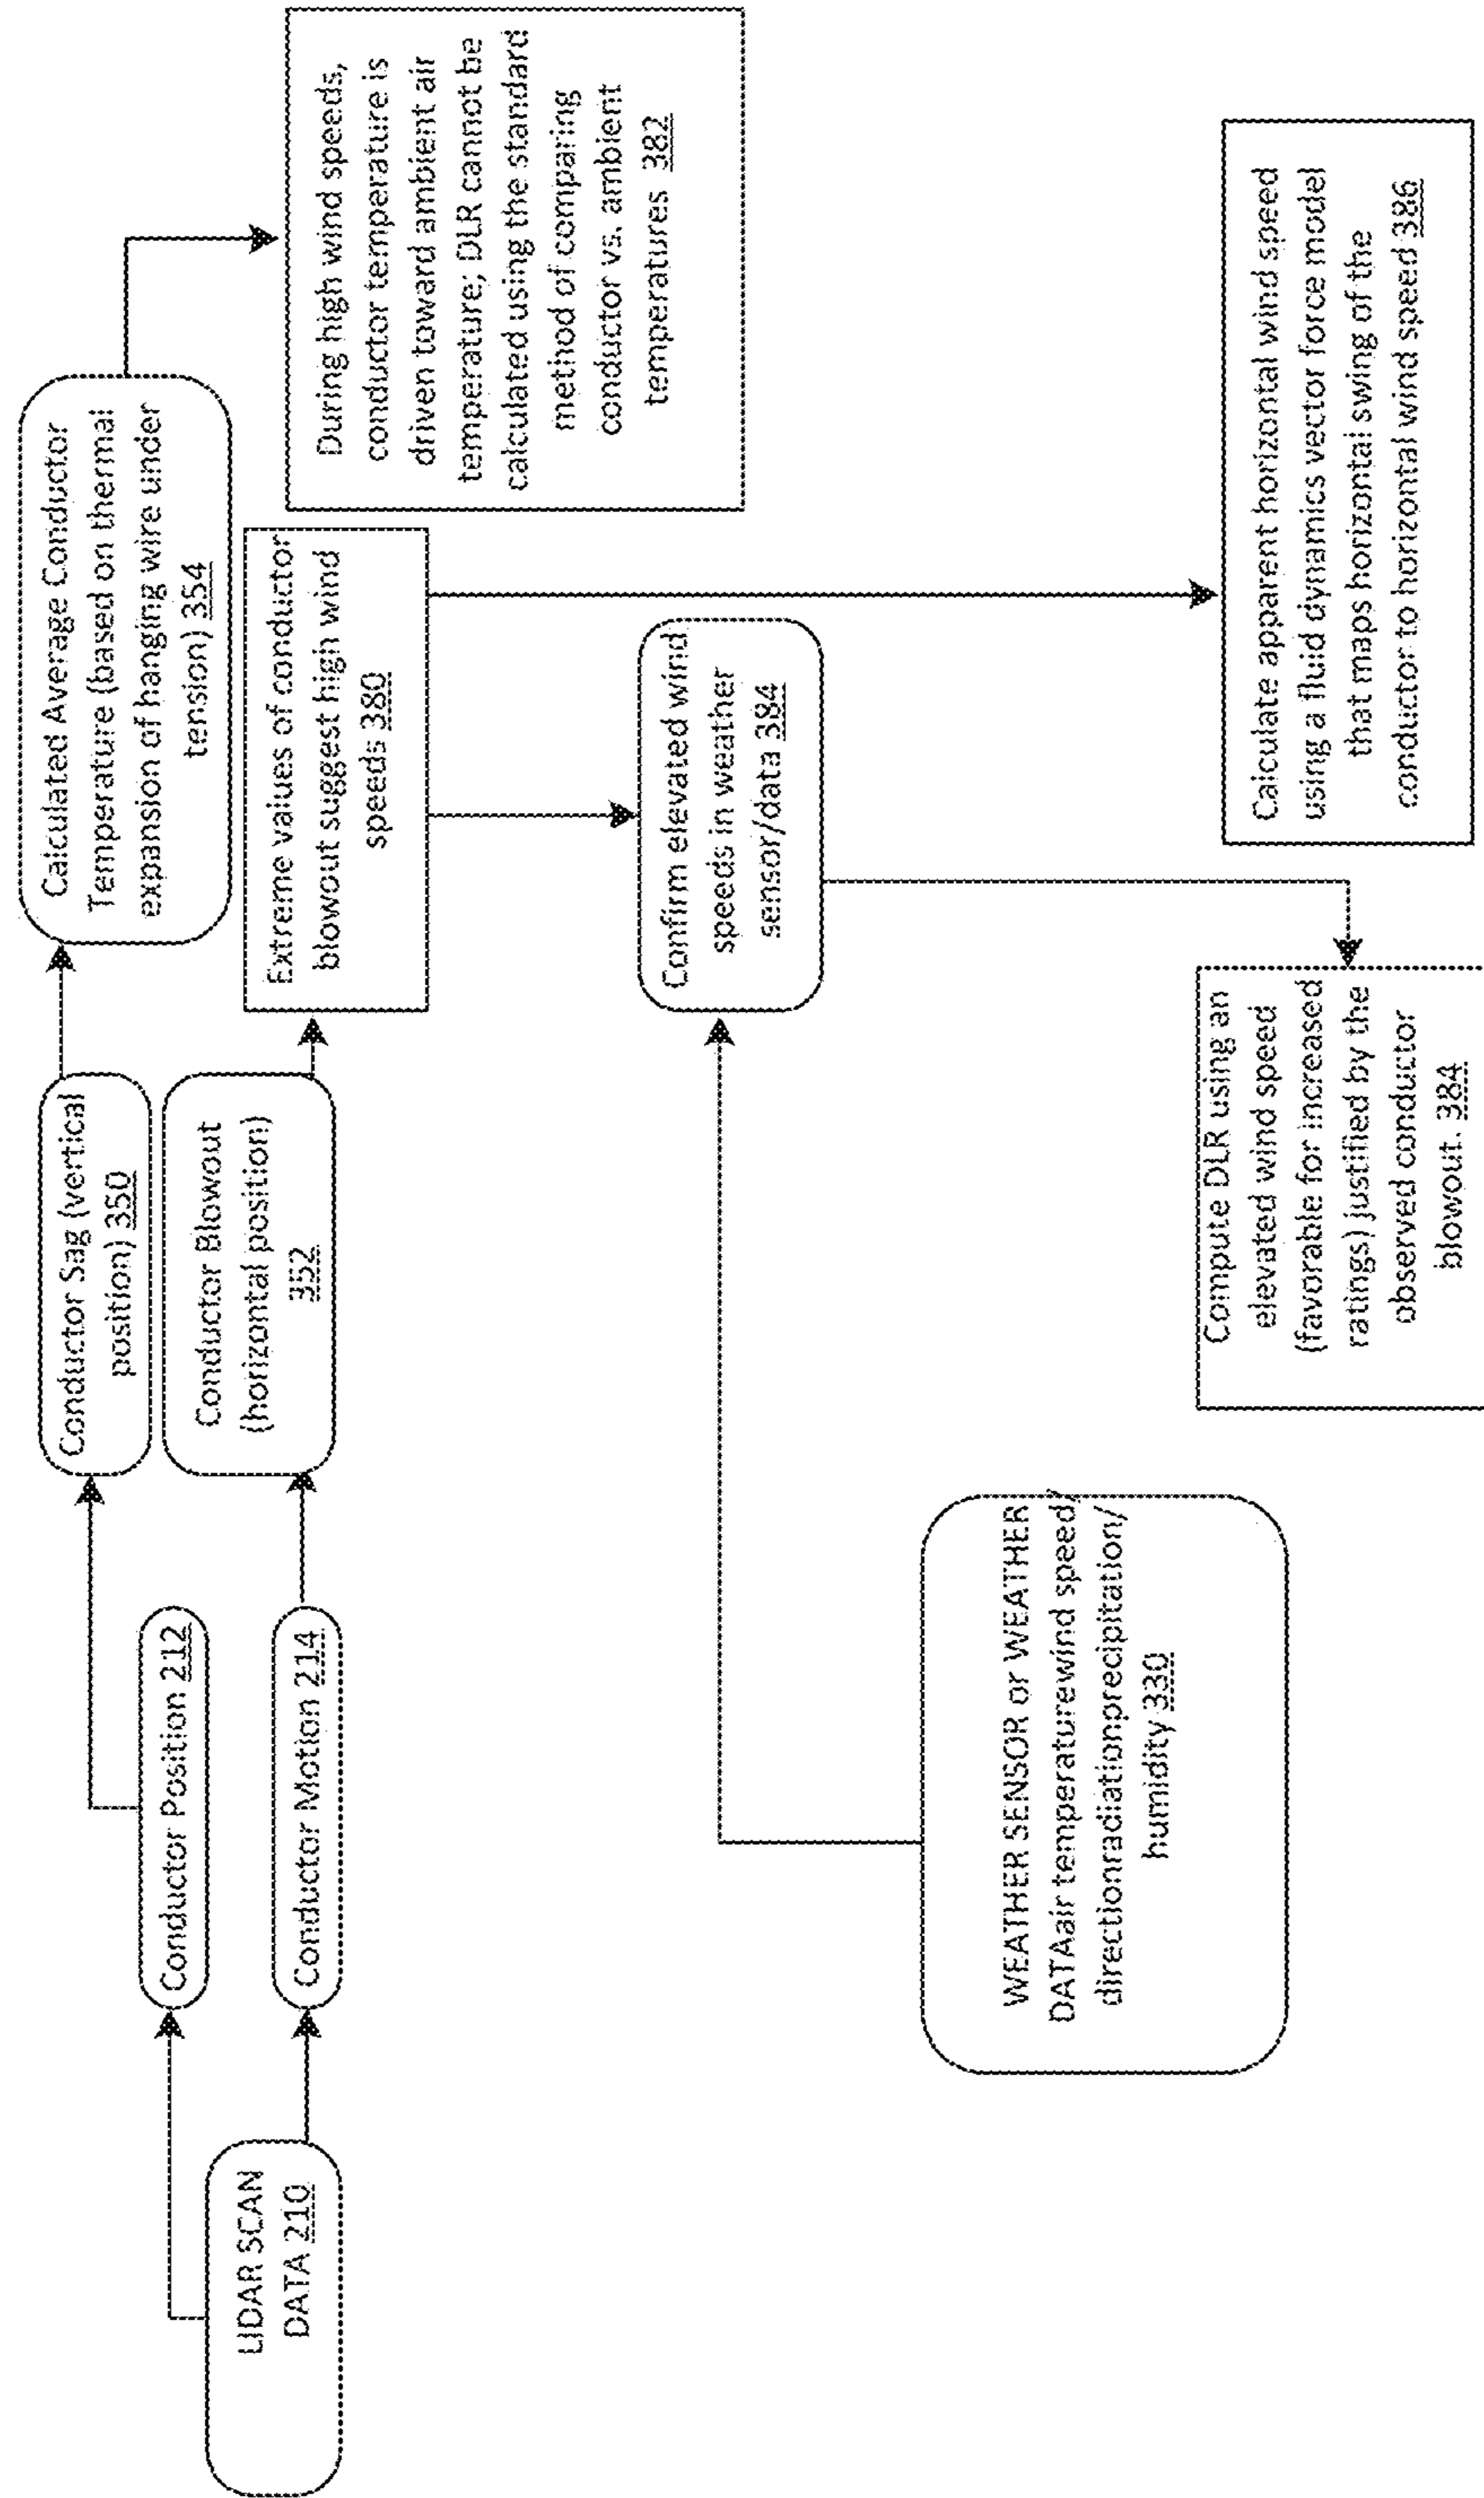 LIDAR SCAN
DATA 210
Conductor Position 212
Conductor Motion 214
Conductor Sag (vertical
position) 350
Conductor Blowout
(horizontal position)
352
Calculated Average Conductor
Temperature (based on thermal
expansion of hanging wire under
tension) 354
Extreme values of conductor
blowout suggest high wind
speeds 380
During high wind speeds,
conductor temperature is
driven toward ambient air
temperature; DLR cannot be
calculated using the standard
method of comparing
conductor vs. ambient
temperatures 382
Confirm elevated wind
speeds in weather
sensor/data 384
WEATHER SENSOR or WEATHER
DATAair temperaturewind speed/
directionradiationprecipitation/
humidity 330
Compute DLR using an
elevated wind speed
(favorable for increased
ratings) justified by the
observed conductor
blowout. 384
Calculate apparent horizontal wind speed
using a fluid dynamics vector force model
that maps horizontal swing of the
conductor to horizontal wind speed 386